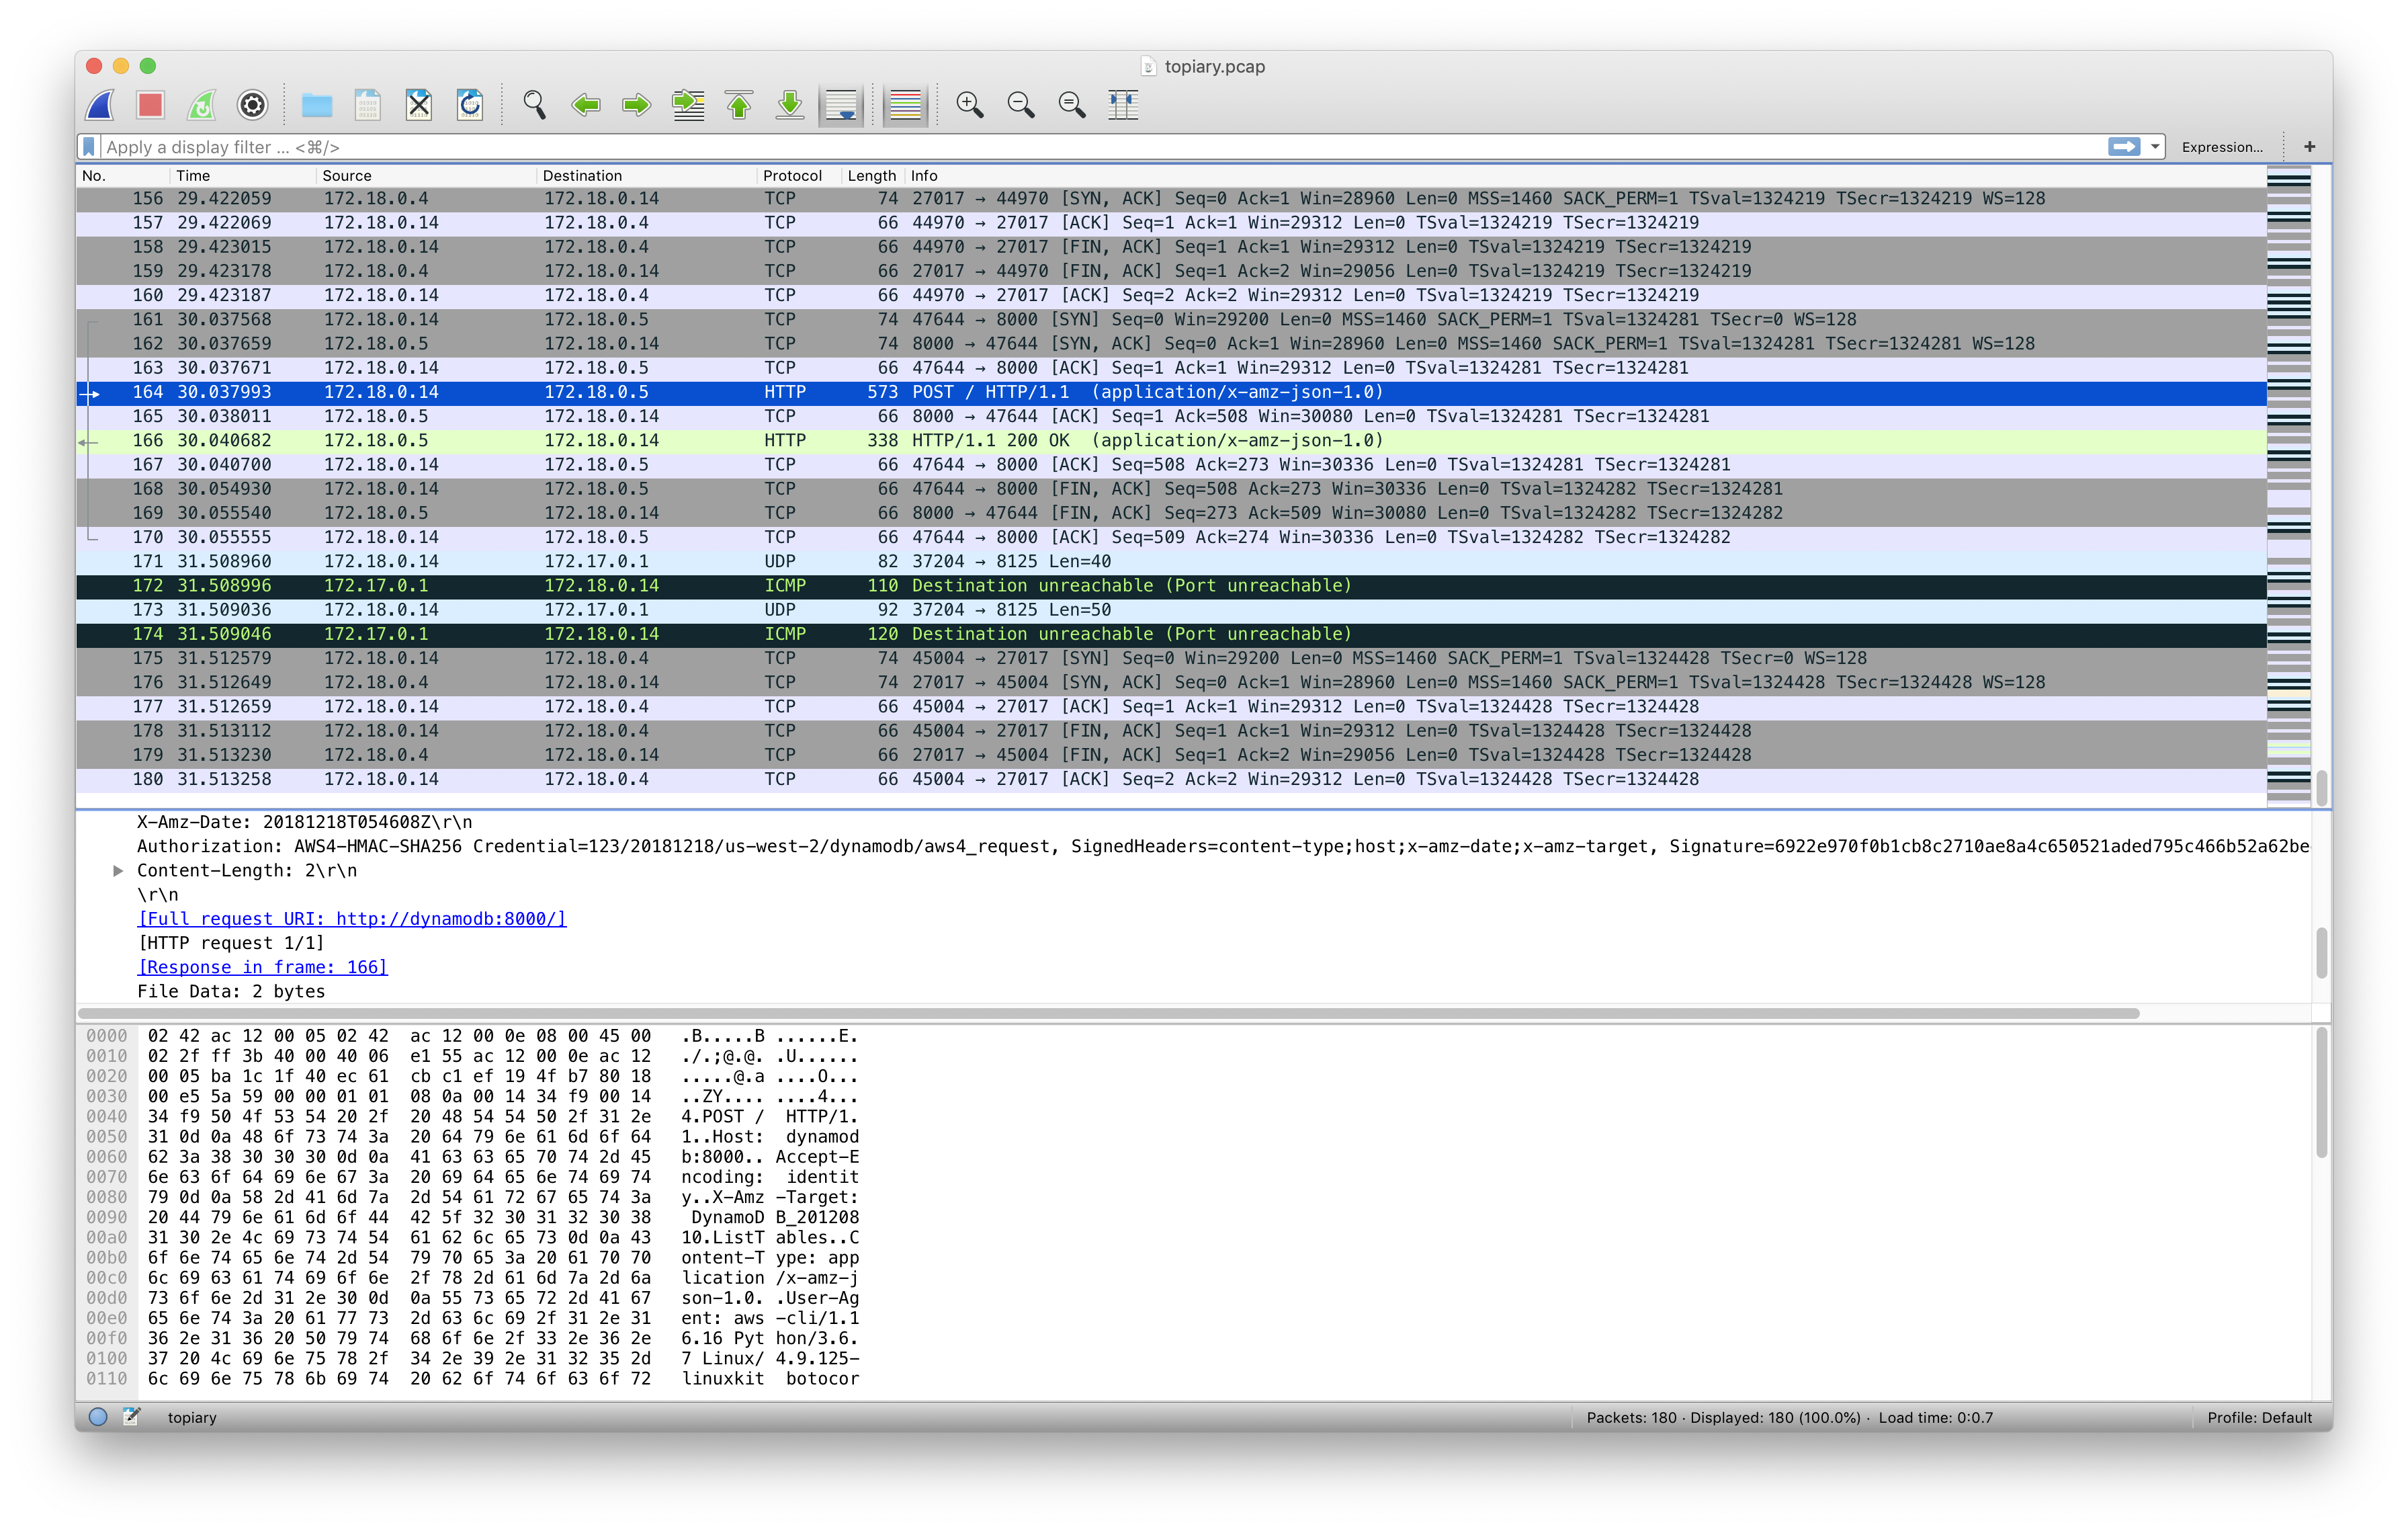 topiary.pcap
Apply a display filter ... <⌘/>
Expression... +
No. Time Source Destination Protocol Length Info
156 29.422059 172.18.0.4 172.18.0.14 TCP 74 27017 → 44970 [SYN, ACK] Seq=0 Ack=1 Win=28960 Len=0 MSS=1460 SACK_PERM=1 TSval=1324219 TSecr=1324219 WS=128
157 29.422069 172.18.0.14 172.18.0.4 TCP 66 44970 → 27017 [ACK] Seq=1 Ack=1 Win=29312 Len=0 TSval=1324219 TSecr=1324219
158 29.423015 172.18.0.14 172.18.0.4 TCP 66 44970 → 27017 [FIN, ACK] Seq=1 Ack=1 Win=29312 Len=0 TSval=1324219 TSecr=1324219
159 29.423178 172.18.0.4 172.18.0.14 TCP 66 27017 → 44970 [FIN, ACK] Seq=1 Ack=2 Win=29056 Len=0 TSval=1324219 TSecr=1324219
160 29.423187 172.18.0.14 172.18.0.4 TCP 66 44970 → 27017 [ACK] Seq=2 Ack=2 Win=29312 Len=0 TSval=1324219 TSecr=1324219
161 30.037568 172.18.0.14 172.18.0.5 TCP 74 47644 → 8000 [SYN] Seq=0 Win=29200 Len=0 MSS=1460 SACK_PERM=1 TSval=1324281 TSecr=0 WS=128
162 30.037659 172.18.0.5 172.18.0.14 TCP 74 8000 → 47644 [SYN, ACK] Seq=0 Ack=1 Win=28960 Len=0 MSS=1460 SACK_PERM=1 TSval=1324281 TSecr=1324281 WS=128
163 30.037671 172.18.0.14 172.18.0.5 TCP 66 47644 → 8000 [ACK] Seq=1 Ack=1 Win=29312 Len=0 TSval=1324281 TSecr=1324281
164 30.037993 172.18.0.14 172.18.0.5 HTTP 573 POST / HTTP/1.1 (application/x-amz-json-1.0)
165 30.038011 172.18.0.5 172.18.0.14 TCP 66 8000 → 47644 [ACK] Seq=1 Ack=508 Win=30080 Len=0 TSval=1324281 TSecr=1324281
166 30.040682 172.18.0.5 172.18.0.14 HTTP 338 HTTP/1.1 200 OK (application/x-amz-json-1.0)
167 30.040700 172.18.0.14 172.18.0.5 TCP 66 47644 → 8000 [ACK] Seq=508 Ack=273 Win=30336 Len=0 TSval=1324281 TSecr=1324281
168 30.054930 172.18.0.14 172.18.0.5 TCP 66 47644 → 8000 [FIN, ACK] Seq=508 Ack=273 Win=30336 Len=0 TSval=1324282 TSecr=1324281
169 30.055540 172.18.0.5 172.18.0.14 TCP 66 8000 → 47644 [FIN, ACK] Seq=273 Ack=509 Win=30080 Len=0 TSval=1324282 TSecr=1324282
170 30.055555 172.18.0.14 172.18.0.5 TCP 66 47644 → 8000 [ACK] Seq=509 Ack=274 Win=30336 Len=0 TSval=1324282 TSecr=1324282
171 31.508960 172.18.0.14 172.17.0.1 UDP 82 37204 → 8125 Len=40
172 31.508996 172.17.0.1 172.18.0.14 ICMP 110 Destination unreachable (Port unreachable)
173 31.509036 172.18.0.14 172.17.0.1 UDP 92 37204 → 8125 Len=50
174 31.509046 172.17.0.1 172.18.0.14 ICMP 120 Destination unreachable (Port unreachable)
175 31.512579 172.18.0.14 172.18.0.4 TCP 74 45004 → 27017 [SYN] Seq=0 Win=29200 Len=0 MSS=1460 SACK_PERM=1 TSval=1324428 TSecr=0 WS=128
176 31.512649 172.18.0.4 172.18.0.14 TCP 74 27017 → 45004 [SYN, ACK] Seq=0 Ack=1 Win=28960 Len=0 MSS=1460 SACK_PERM=1 TSval=1324428 TSecr=1324428 WS=128
177 31.512659 172.18.0.14 172.18.0.4 TCP 66 45004 → 27017 [ACK] Seq=1 Ack=1 Win=29312 Len=0 TSval=1324428 TSecr=1324428
178 31.513112 172.18.0.14 172.18.0.4 TCP 66 45004 → 27017 [FIN, ACK] Seq=1 Ack=1 Win=29312 Len=0 TSval=1324428 TSecr=1324428
179 31.513230 172.18.0.4 172.18.0.14 TCP 66 27017 → 45004 [FIN, ACK] Seq=1 Ack=2 Win=29056 Len=0 TSval=1324428 TSecr=1324428
180 31.513258 172.18.0.14 172.18.0.4 TCP 66 45004 → 27017 [ACK] Seq=2 Ack=2 Win=29312 Len=0 TSval=1324428 TSecr=1324428
X-Amz-Date: 20181218T054608Z\r\n
Authorization: AWS4-HMAC-SHA256 Credential=123/20181218/us-west-2/dynamodb/aws4_request, SignedHeaders=content-type;host;x-amz-date;x-amz-target, Signature=6922e970f0b1cb8c2710ae8a4c650521aded795c466b52a62be
Content-Length: 2\r\n
\r\n
[Full request URI: http://dynamodb:8000/]
[HTTP request 1/1]
[Response in frame: 166]
File Data: 2 bytes
0000 02 42 ac 12 00 05 02 42 ac 12 00 0e 08 00 45 00 .B.....B ......E.
0010 02 2f ff 3b 40 00 40 06 e1 55 ac 12 00 0e ac 12 ./.;@.@. .U......
0020 00 05 ba 1c 1f 40 ec 61 cb c1 ef 19 4f b7 80 18 .....@.a ....O...
0030 00 e5 5a 59 00 00 01 01 08 0a 00 14 34 f9 00 14 ..ZY.... ....4...
0040 34 f9 50 4f 53 54 20 2f 20 48 54 54 50 2f 31 2e 4.POST / HTTP/1.
0050 31 0d 0a 48 6f 73 74 3a 20 64 79 6e 61 6d 6f 64 1..Host: dynamod
0060 62 3a 38 30 30 30 0d 0a 41 63 63 65 70 74 2d 45 b:8000.. Accept-E
0070 6e 63 6f 64 69 6e 67 3a 20 69 64 65 6e 74 69 74 ncoding: identit
0080 79 0d 0a 58 2d 41 6d 7a 2d 54 61 72 67 65 74 3a y..X-Amz -Target:
0090 20 44 79 6e 61 6d 6f 44 42 5f 32 30 31 32 30 38 DynamoD B_201208
00a0 31 30 2e 4c 69 73 74 54 61 62 6c 65 73 0d 0a 43 10.ListT ables..C
00b0 6f 6e 74 65 6e 74 2d 54 79 70 65 3a 20 61 70 70 ontent-T ype: app
00c0 6c 69 63 61 74 69 6f 6e 2f 78 2d 61 6d 7a 2d 6a lication /x-amz-j
00d0 73 6f 6e 2d 31 2e 30 0d 0a 55 73 65 72 2d 41 67 son-1.0. .User-Ag
00e0 65 6e 74 3a 20 61 77 73 2d 63 6c 69 2f 31 2e 31 ent: aws -cli/1.1
00f0 36 2e 31 36 20 50 79 74 68 6f 6e 2f 33 2e 36 2e 6.16 Pyt hon/3.6.
0100 37 20 4c 69 6e 75 78 2f 34 2e 39 2e 31 32 35 2d 7 Linux/ 4.9.125-
0110 6c 69 6e 75 78 6b 69 74 20 62 6f 74 6f 63 6f 72 linuxkit botocor
topiary Packets: 180 · Displayed: 180 (100.0%) · Load time: 0:0.7 Profile: Default